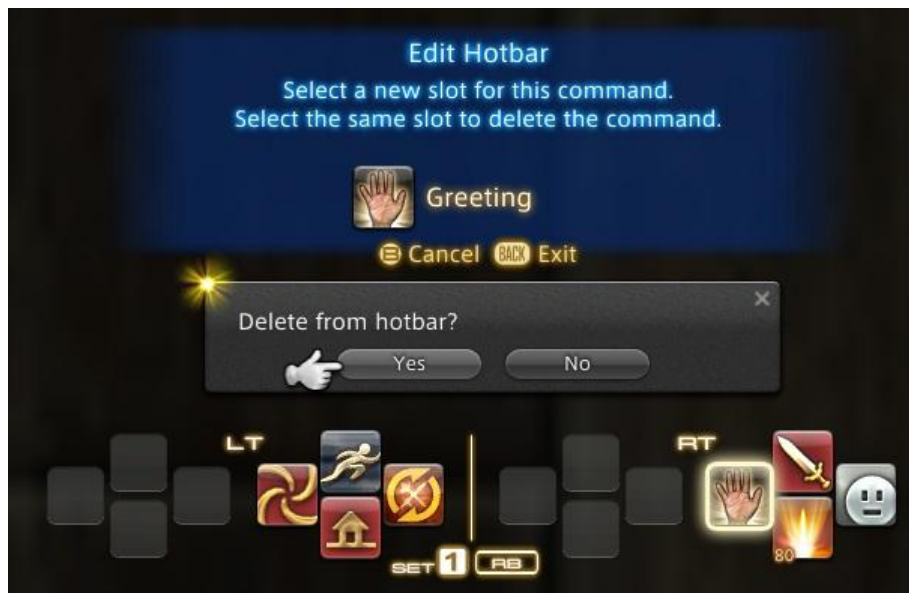 Edit Hotbar
Select a new slot for this command.
Select the same slot to delete the command.
Greeting
B Cancel BACK Exit
Delete from hotbar?
Yes No
LT RT
80
SET 1 RB